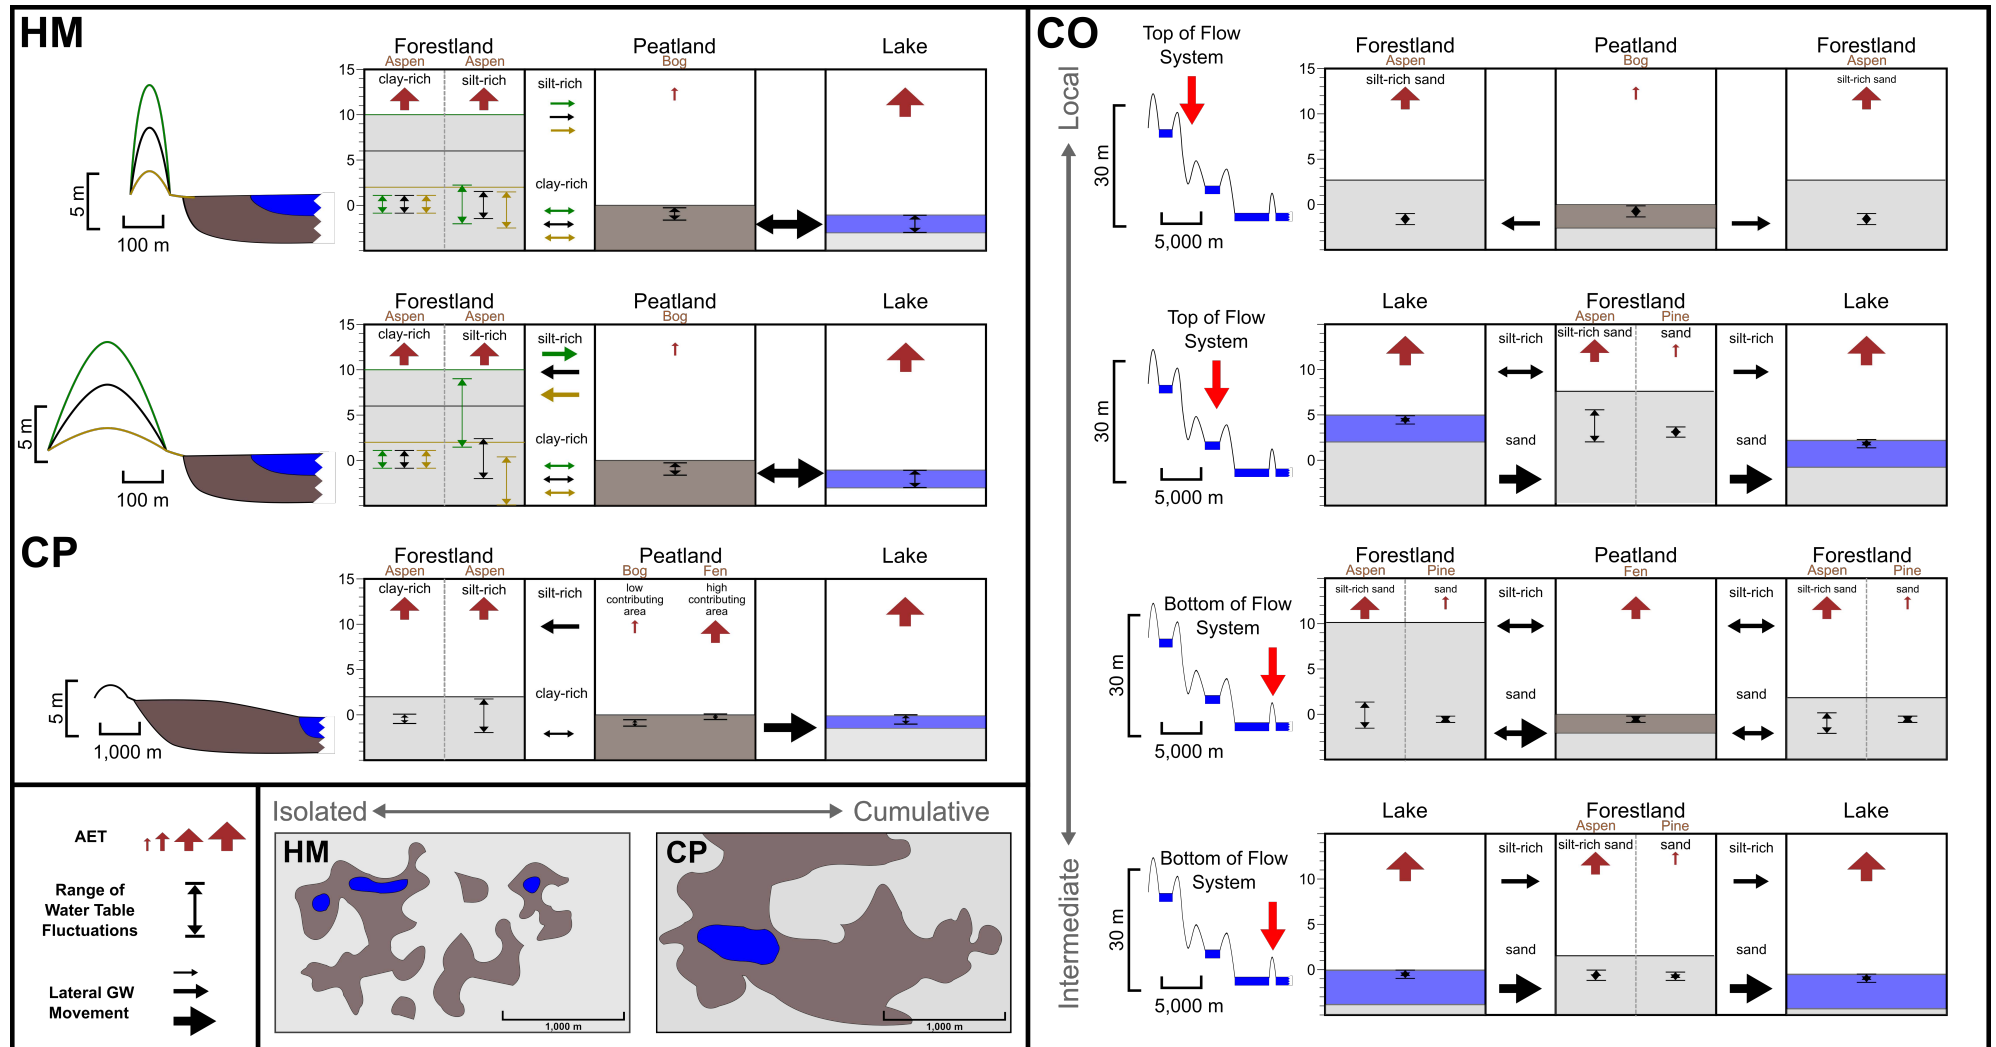 HM
5 m
100 m
Forestland
Aspen
Aspen
clay-rich
silt-rich
15
10
5
0
silt-rich
clay-rich
Peatland
Bog
Lake
5 m
100 m
Forestland
Aspen
Aspen
clay-rich
silt-rich
15
10
5
0
silt-rich
clay-rich
Peatland
Bog
Lake
CP
5 m
1,000 m
Forestland
Aspen
Aspen
clay-rich
silt-rich
15
10
5
0
silt-rich
clay-rich
Peatland
Bog
Fen
low
contributing
area
high
contributing
area
Lake
AET
Range of
Water Table
Fluctuations
Lateral GW
Movement
Isolated
Cumulative
HM
1,000 m
CP
1,000 m
CO
Local
Intermediate
Top of Flow
System
30 m
5,000 m
Forestland
Aspen
silt-rich sand
15
10
5
0
Peatland
Bog
Forestland
Aspen
silt-rich sand
Top of Flow
System
30 m
5,000 m
Lake
10
5
0
silt-rich
sand
Forestland
Aspen
Pine
silt-rich sand
sand
silt-rich
sand
Lake
Bottom of Flow
System
30 m
5,000 m
Forestland
Aspen
Pine
silt-rich sand
sand
10
5
0
silt-rich
sand
Peatland
Fen
silt-rich
sand
Forestland
Aspen
Pine
silt-rich sand
sand
Bottom of Flow
System
30 m
5,000 m
Lake
10
5
0
silt-rich
sand
Forestland
Aspen
Pine
silt-rich sand
sand
silt-rich
sand
Lake